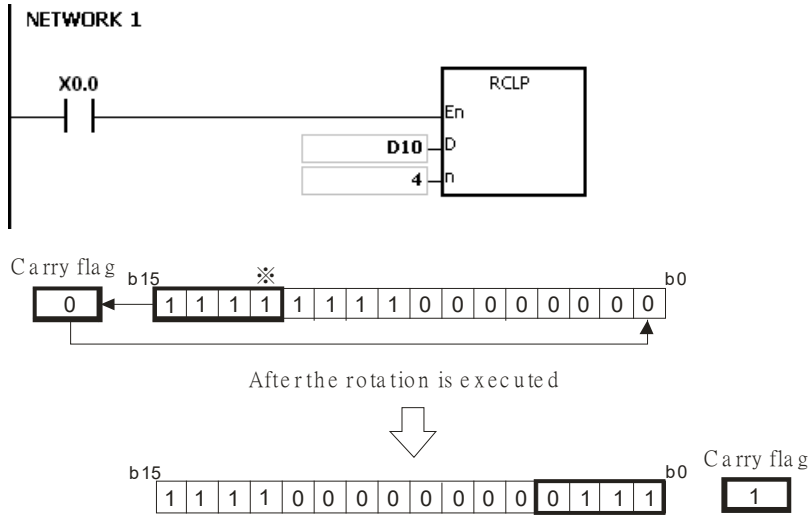 NETWORK 1
X0.0
RCLP
En
D10 D
4 n
Carry flag
b15 ※ b0
0 1 1 1 1 1 1 1 1 0 0 0 0 0 0 0 0
After the rotation is executed
b15 b0 Carry flag
1 1 1 1 0 0 0 0 0 0 0 0 0 1 1 1 1